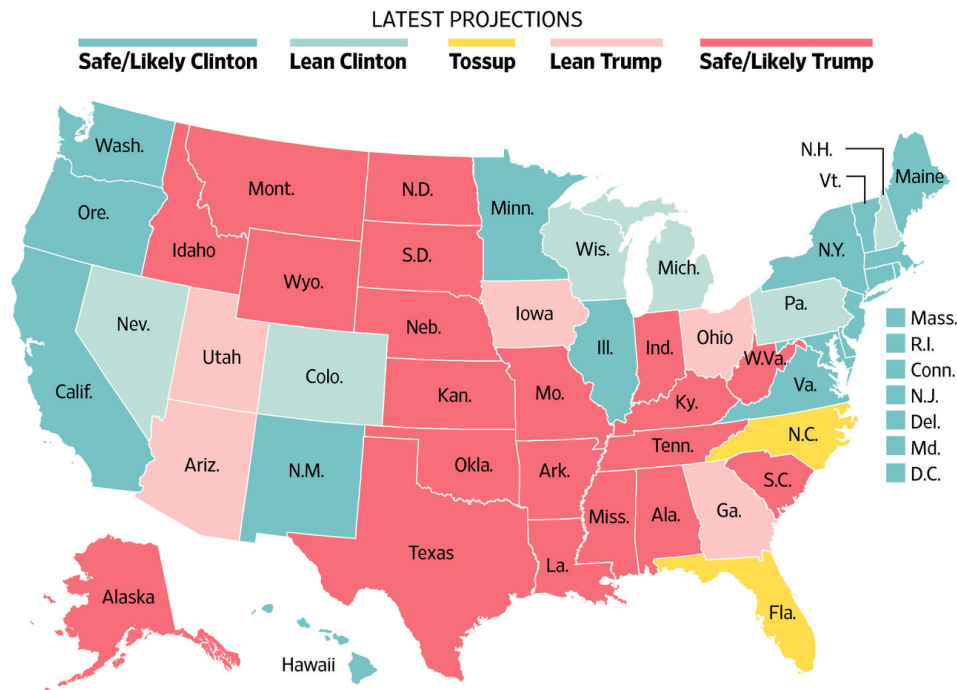 LATEST PROJECTIONS
Safe/Likely Clinton
Lean Clinton
Tossup
Lean Trump
Safe/Likely Trump
Wash.
Ore.
Calif.
Nev.
Idaho
Mont.
Wyo.
Utah
Colo.
Ariz.
N.M.
N.D.
S.D.
Neb.
Kan.
Okla.
Texas
Minn.
Iowa
Mo.
Ark.
La.
Wis.
Ill.
Mich.
Ind.
Ohio
Ky.
Tenn.
Miss.
Ala.
Ga.
Fla.
S.C.
N.C.
Va.
W.Va.
Pa.
N.Y.
Vt.
N.H.
Maine
Mass.
R.I.
Conn.
N.J.
Del.
Md.
D.C.
Alaska
Hawaii